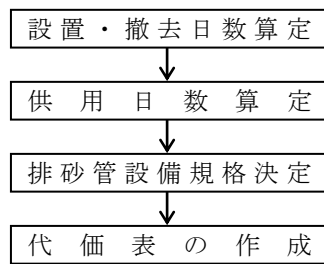 設置・撤去日数算定
供用日数算定
排砂管設備規格決定
代価表の作成